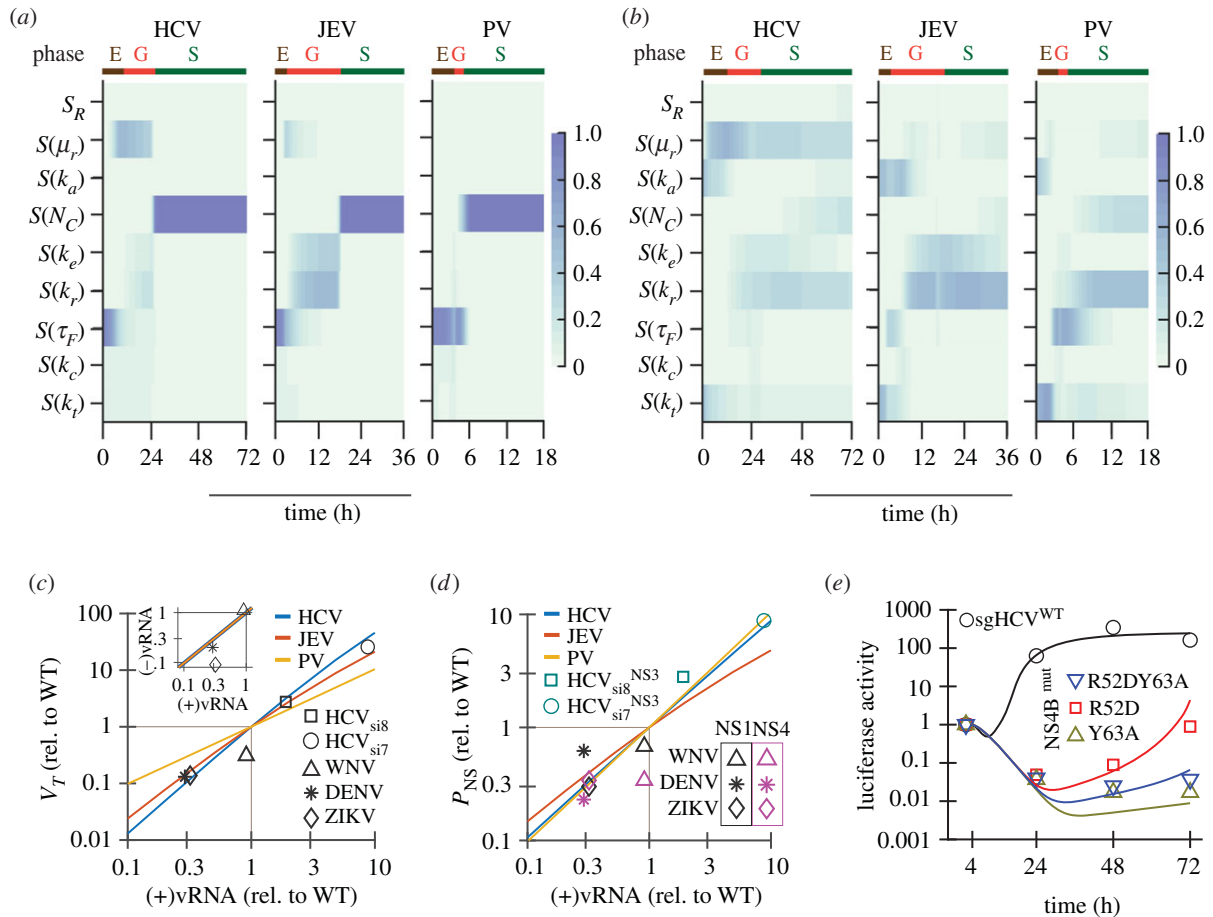 (a)
HCV JEV PV
phase E G S E G S E G S
S_R
S(μ_r)
S(k_a)
S(N_C)
S(k_e)
S(k_r)
S(τ_F)
S(k_c)
S(k_t)
1.0
0.8
0.6
0.4
0.2
0
0 24 48 72 0 12 24 36 0 6 12 18
time (h)
(b)
HCV JEV PV
phase E G S E G S E G S
S_R
S(μ_r)
S(k_a)
S(N_C)
S(k_e)
S(k_r)
S(τ_F)
S(k_c)
S(k_t)
1.0
0.8
0.6
0.4
0.2
0
0 24 48 72 0 12 24 36 0 6 12 18
time (h)
(c)
V_T (rel. to WT)
100
10
1
0.1
0.01
(−)vRNA
1
0.3
0.1
0.1 0.3 1
(+)vRNA
HCV
JEV
PV
HCV_si8
HCV_si7
WNV
DENV
ZIKV
0.1 0.3 1 3 10
(+)vRNA (rel. to WT)
(d)
P_NS (rel. to WT)
10
3
1
0.3
0.1
HCV
JEV
PV
HCV_si8^NS3
HCV_si7^NS3
NS1 NS4
WNV
DENV
ZIKV
0.1 0.3 1 3 10
(+)vRNA (rel. to WT)
(e)
luciferase activity
1000
100
10
1
0.1
0.01
0.001
sgHCV^WT
NS4B^mut
R52DY63A
R52D
Y63A
4 24 48 72
time (h)